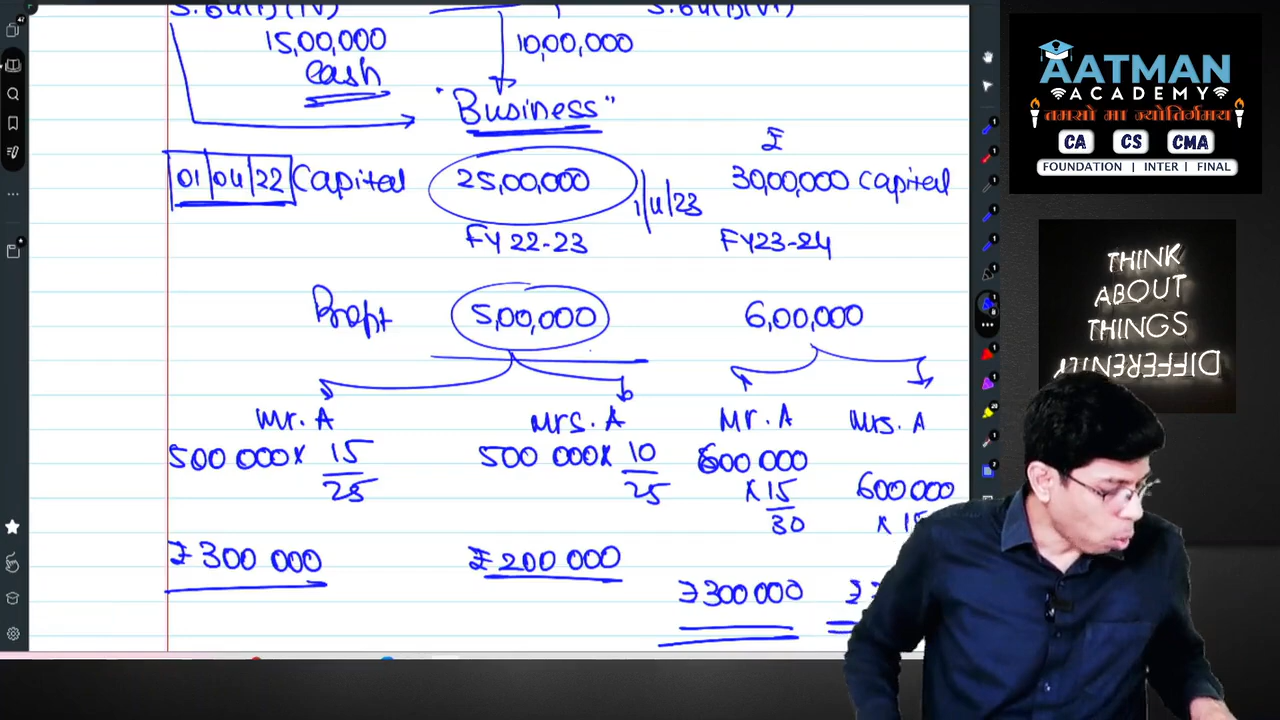 15,00,000
cash
10,00,000
"Business"
₹
01/04/22 Capital 25,00,000 1/4/23 30,00,000 Capital
FY 22-23 FY23-24
Profit 5,00,000 6,00,000
Mr. A Mrs. A Mr. A Mrs. A
500 000 x 15/25 500 000 x 10/25 600 000 x 15/30 600 000 x 15
₹ 300 000 ₹ 200 000 ₹ 300 000 ₹
AATMAN
ACADEMY
तमसो मा ज्योतिर्गमय
CA CS CMA
FOUNDATION | INTER | FINAL
THINK
ABOUT
THINGS
DIFFERENTLY